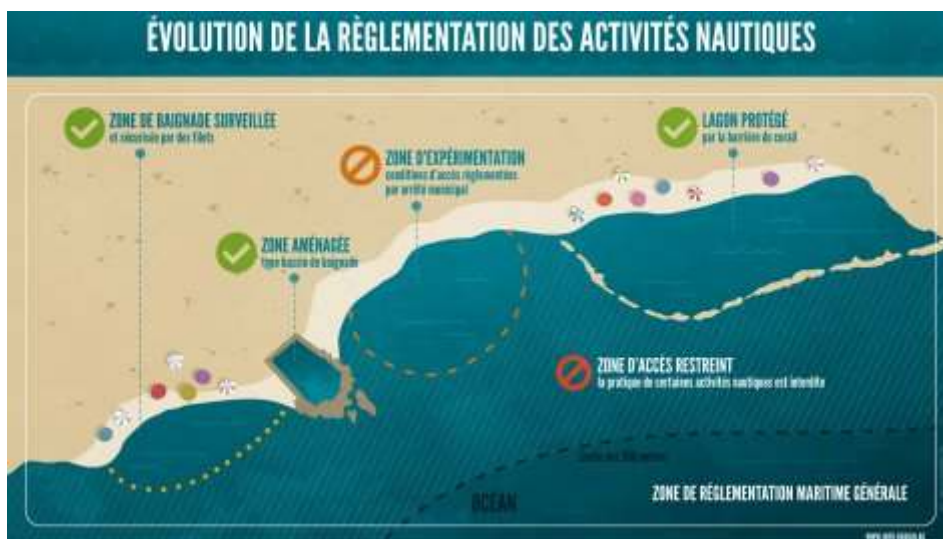 ÉVOLUTION DE LA RÈGLEMENTATION DES ACTIVITÉS NAUTIQUES
ZONE DE BAIGNADE SURVEILLÉE
et sécurisée par des filets
LAGON PROTÉGÉ
par la barrière de corail
ZONE D'EXPÉRIMENTATION
conditions d'accès réglementées
par arrêté municipal
ZONE AMÉNAGÉE
type bassin de baignade
ZONE D'ACCÈS RESTREINT
la pratique de certaines activités nautiques est interdite
OCÉAN
ZONE DE RÉGLEMENTATION MARITIME GÉNÉRALE